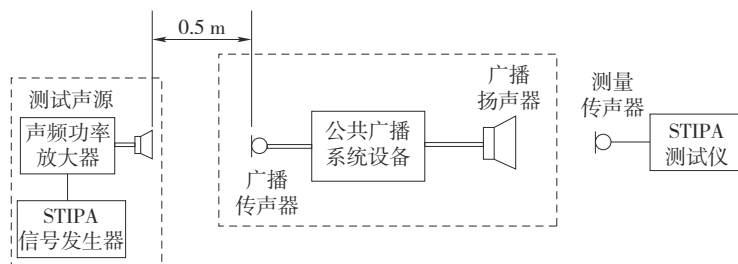 0.5 m
测试声源
声频功率
放大器
STIPA
信号发生器
广播
传声器
公共广播
系统设备
广播
扬声器
测量
传声器
STIPA
测试仪